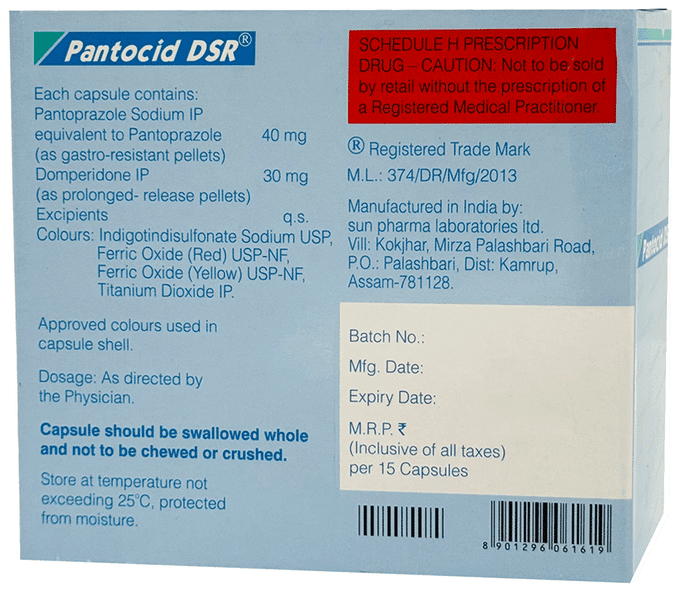 Pantocid DSR®
Each capsule contains:
Pantoprazole Sodium IP
equivalent to Pantoprazole 40 mg
(as gastro-resistant pellets)
Domperidone IP 30 mg
(as prolonged- release pellets)
Excipients q.s.
Colours: Indigotindisulfonate Sodium USP,
Ferric Oxide (Red) USP-NF,
Ferric Oxide (Yellow) USP-NF,
Titanium Dioxide IP.
Approved colours used in
capsule shell.
Dosage: As directed by
the Physician.
Capsule should be swallowed whole
and not to be chewed or crushed.
Store at temperature not
exceeding 25°C, protected
from moisture.
SCHEDULE H PRESCRIPTION
DRUG – CAUTION: Not to be sold
by retail without the prescription of
a Registered Medical Practitioner.
® Registered Trade Mark
M.L.: 374/DR/Mfg/2013
Manufactured in India by:
sun pharma laboratories ltd.
Vill: Kokjhar, Mirza Palashbari Road,
P.O.: Palashbari, Dist: Kamrup,
Assam-781128.
Batch No.:
Mfg. Date:
Expiry Date:
M.R.P. ₹
(Inclusive of all taxes)
per 15 Capsules
8 901296 061619
Pantocid DS